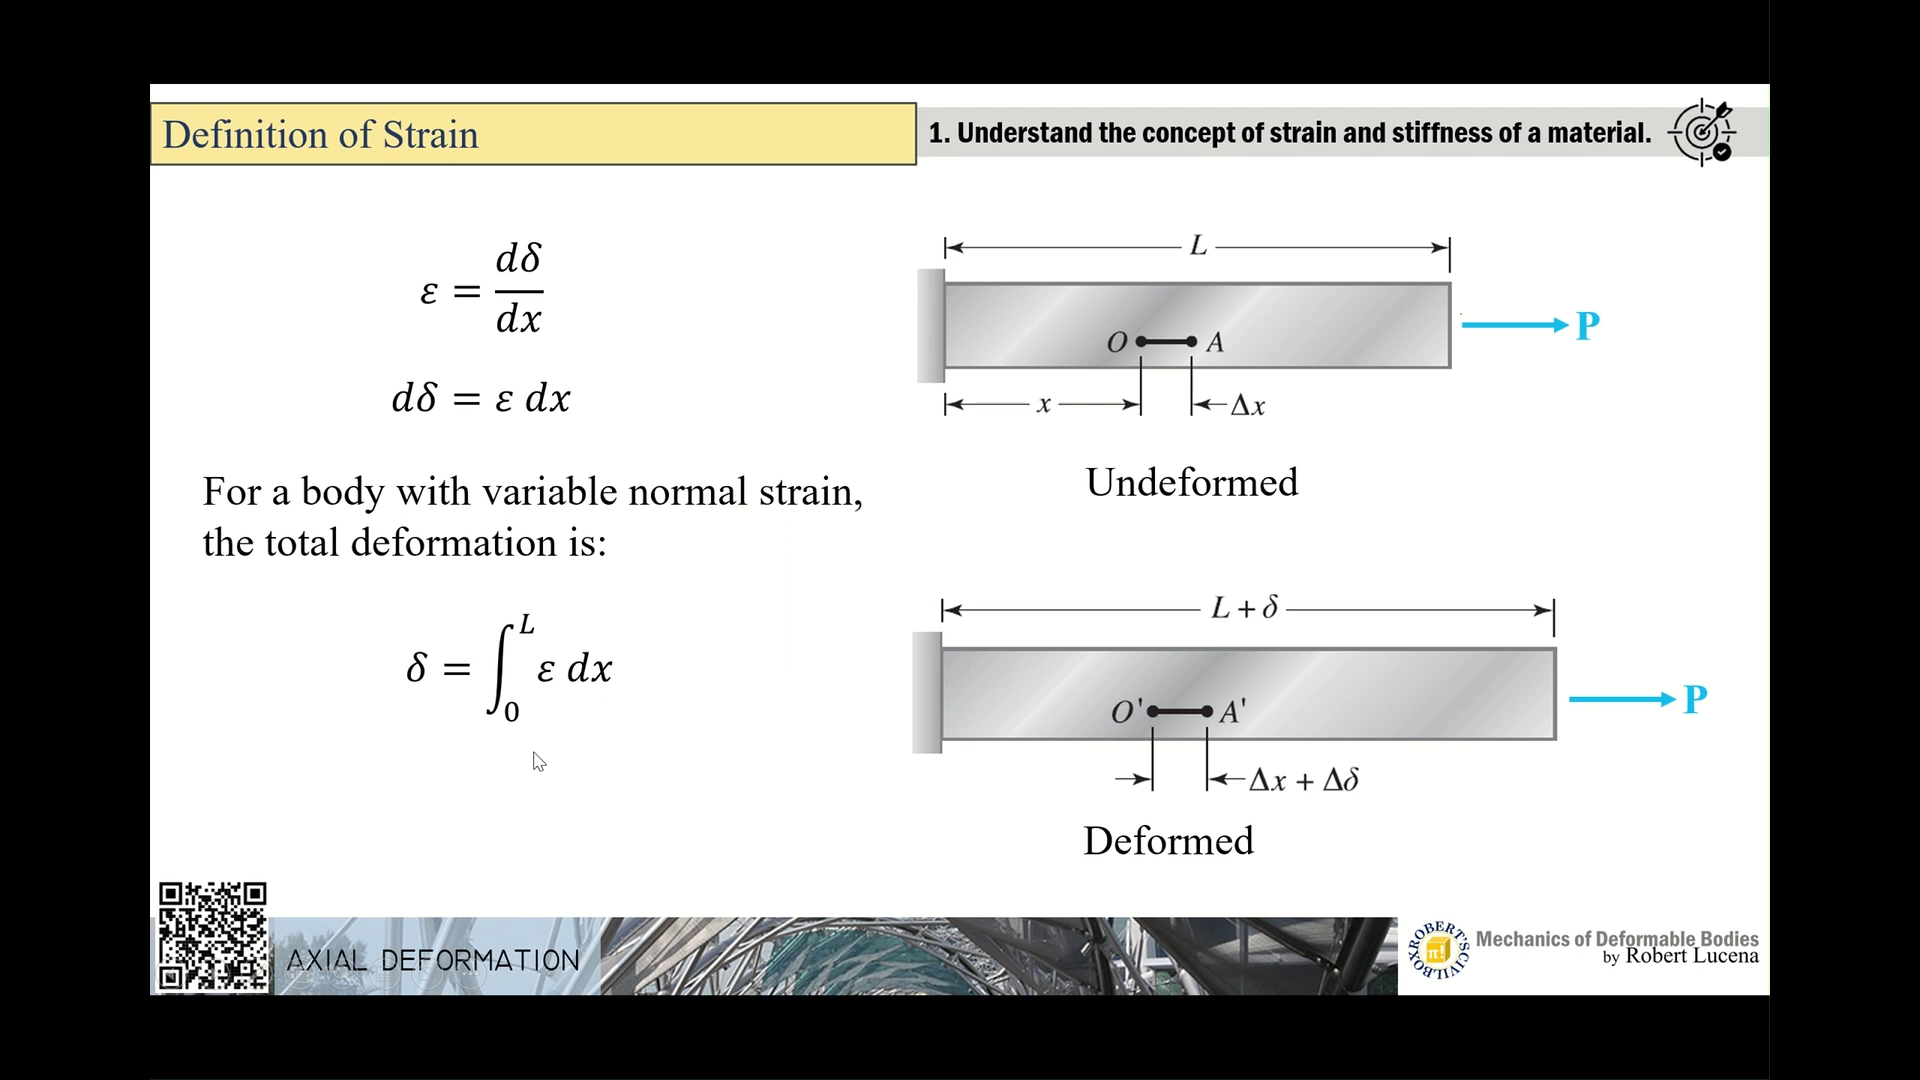 Definition of Strain
1. Understand the concept of strain and stiffness of a material.
ε = dδ/dx
dδ = ε dx
For a body with variable normal strain,
the total deformation is:
δ = ∫₀ᴸ ε dx
L
P
O A
x Δx
Undeformed
L + δ
P
O' A'
Δx + Δδ
Deformed
AXIAL DEFORMATION
ROBERT'S CIVILBOX
π!
Mechanics of Deformable Bodies
by Robert Lucena